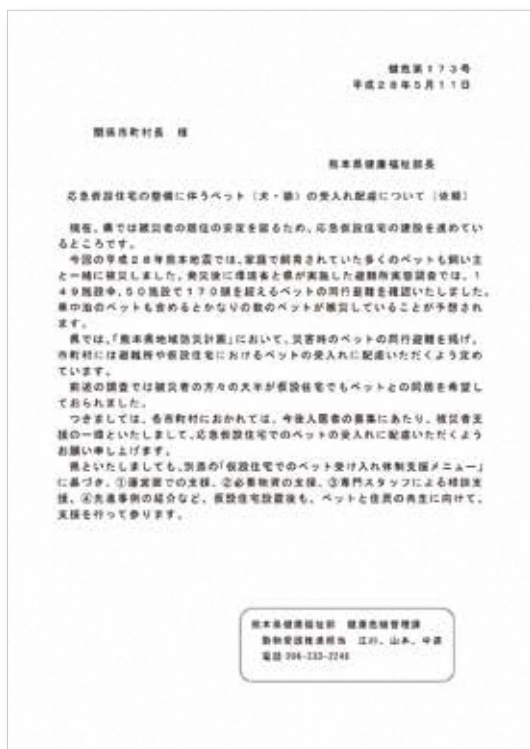 健危第173号
平成28年5月11日
関係市町村長 様
熊本県健康福祉部長
応急仮設住宅の整備に伴うペット(犬・猫)の受入れ配慮について(依頼)
現在、県では被災者の居住の安定を図るため、応急仮設住宅の建設を進めてい
るところです。
今回の平成28年熊本地震では、家庭で飼育されていた多くのペットも飼い主
と一緒に被災しました。発災後に環境省と県が実施した避難所実態調査では、1
49施設中、50施設で170頭を超えるペットの同行避難を確認いたしました。
車中泊のペットも含めるとかなりの数のペットが被災していることが予想され
ます。
県では、「熊本県地域防災計画」において、災害時のペットの同行避難を掲げ、
市町村には避難所や仮設住宅におけるペットの受入れに配慮いただくよう定め
ています。
前述の調査では被災者の方々の大半が仮設住宅でもペットとの同居を希望し
ておられました。
つきましては、各市町村におかれては、今後入居者の募集にあたり、被災者支
援の一環といたしまして、応急仮設住宅でのペットの受入れに配慮いただくよう
お願い申し上げます。
県といたしましても、別添の「仮設住宅でのペット受け入れ体制支援メニュー」
に基づき、①運営面での支援、②必要物資の支援、③専門スタッフによる相談支
援、④先進事例の紹介など、仮設住宅設置後も、ペットと住民の共生に向けて、
支援を行って参ります。
熊本県健康福祉部 健康危機管理課
動物愛護推進担当 江川、山本、中
電話 096-333-2246